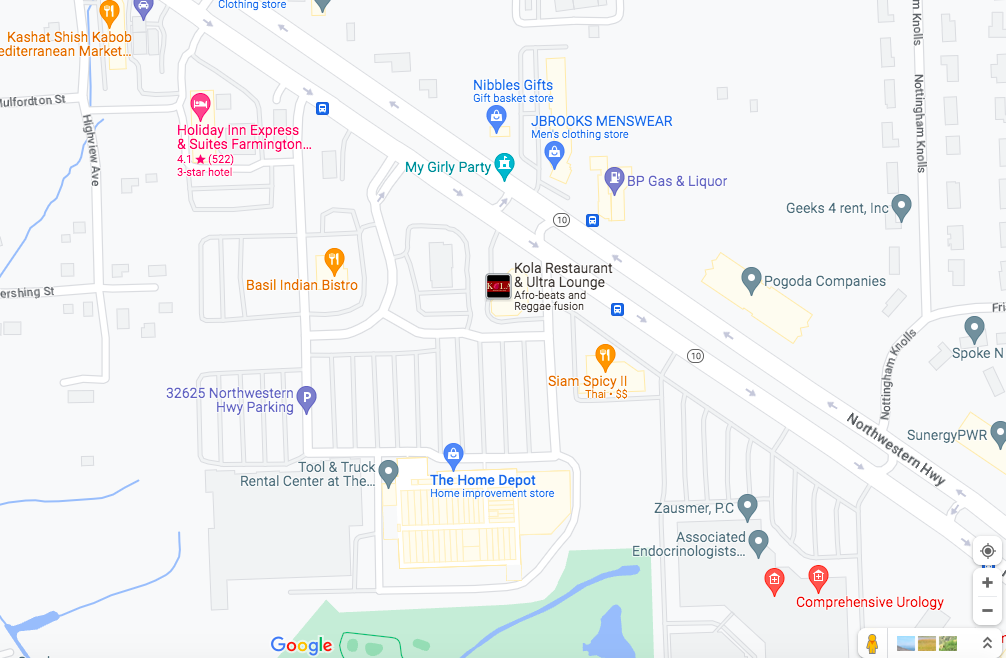 Clothing store
Kashat Shish Kabob
editerranean Market...
Mulfordton St
Highview Ave
Nibbles Gifts
Gift basket store
JBROOKS MENSWEAR
Men's clothing store
Knolls
Nottingham Knolls
Holiday Inn Express
& Suites Farmington...
4.1 ★ (522)
3-star hotel
My Girly Party
BP Gas & Liquor
Geeks 4 rent, Inc
10
Kola Restaurant
& Ultra Lounge
Afro-beats and
Reggae fusion
KOLA
Basil Indian Bistro
ershing St
Pogoda Companies
Fri
Spoke N
10
Siam Spicy II
Thai • $$
Nottingham Knolls
32625 Northwestern
Hwy Parking
P
Northwestern Hwy
SunergyPWR
Tool & Truck
Rental Center at The...
The Home Depot
Home improvement store
Zausmer, P.C
Associated
Endocrinologists...
Comprehensive Urology
Google